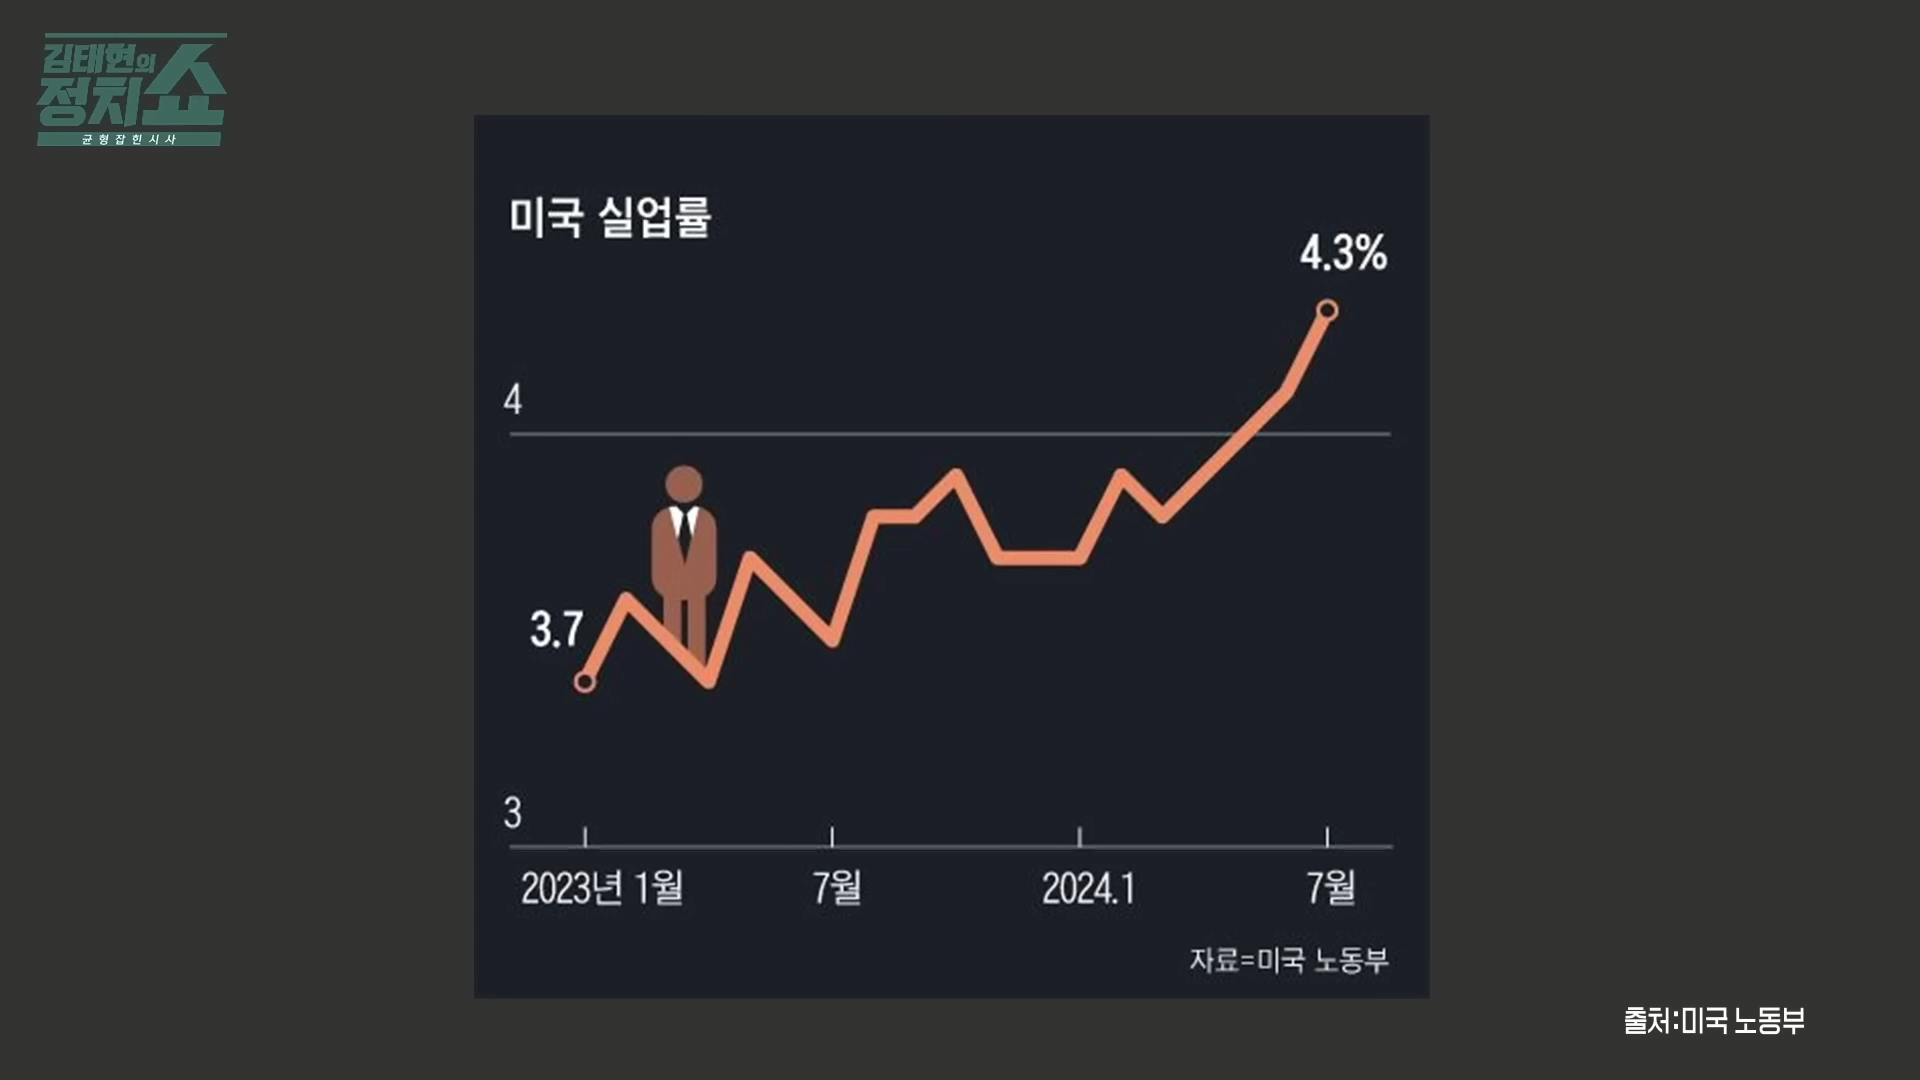 김태현의
정치쇼
균형잡힌시사
미국 실업률
4.3%
4
3.7
3
2023년 1월
7월
2024.1
7월
자료=미국 노동부
출처:미국 노동부